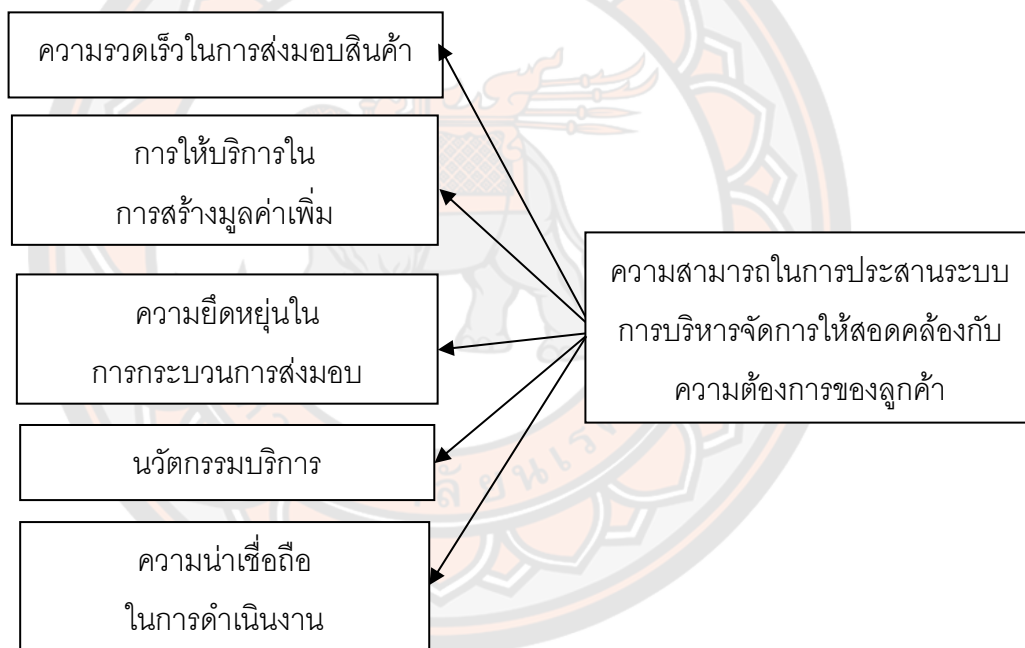 ความรวดเร็วในการส่งมอบสินค้า
การให้บริการใน
การสร้างมูลค่าเพิ่ม
ความยึดหยุ่นใน
การกระบวนการส่งมอบ
นวัตกรรมบริการ
ความน่าเชื่อถือ
ในการดำเนินงาน
ความสามารถในการประสานระบบ
การบริหารจัดการให้สอดคล้องกับ
ความต้องการของลูกค้า